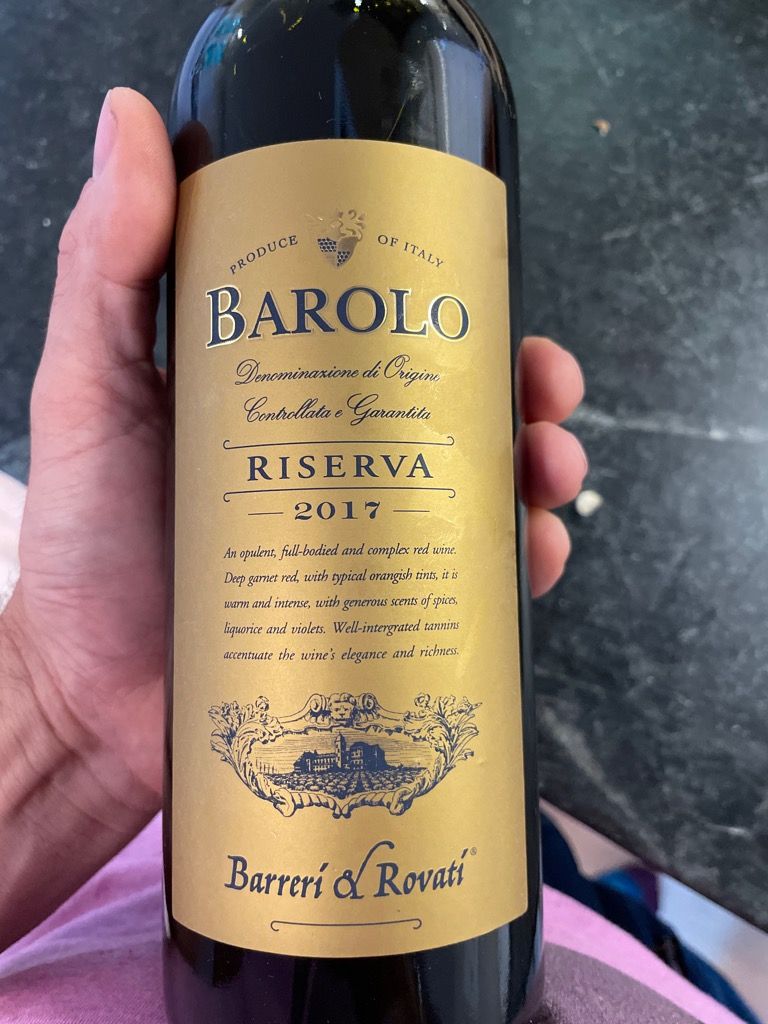 PRODUCE OF ITALY
BAROLO
Denominazione di Origine
Controllata e Garantita
RISERVA
2017
An opulent, full-bodied and complex red wine.
Deep garnet red, with typical orangish tints, it is
warm and intense, with generous scents of spices,
liquorice and violets. Well-intergrated tannins
accentuate the wine's elegance and richness.
Barreri & Rovati®